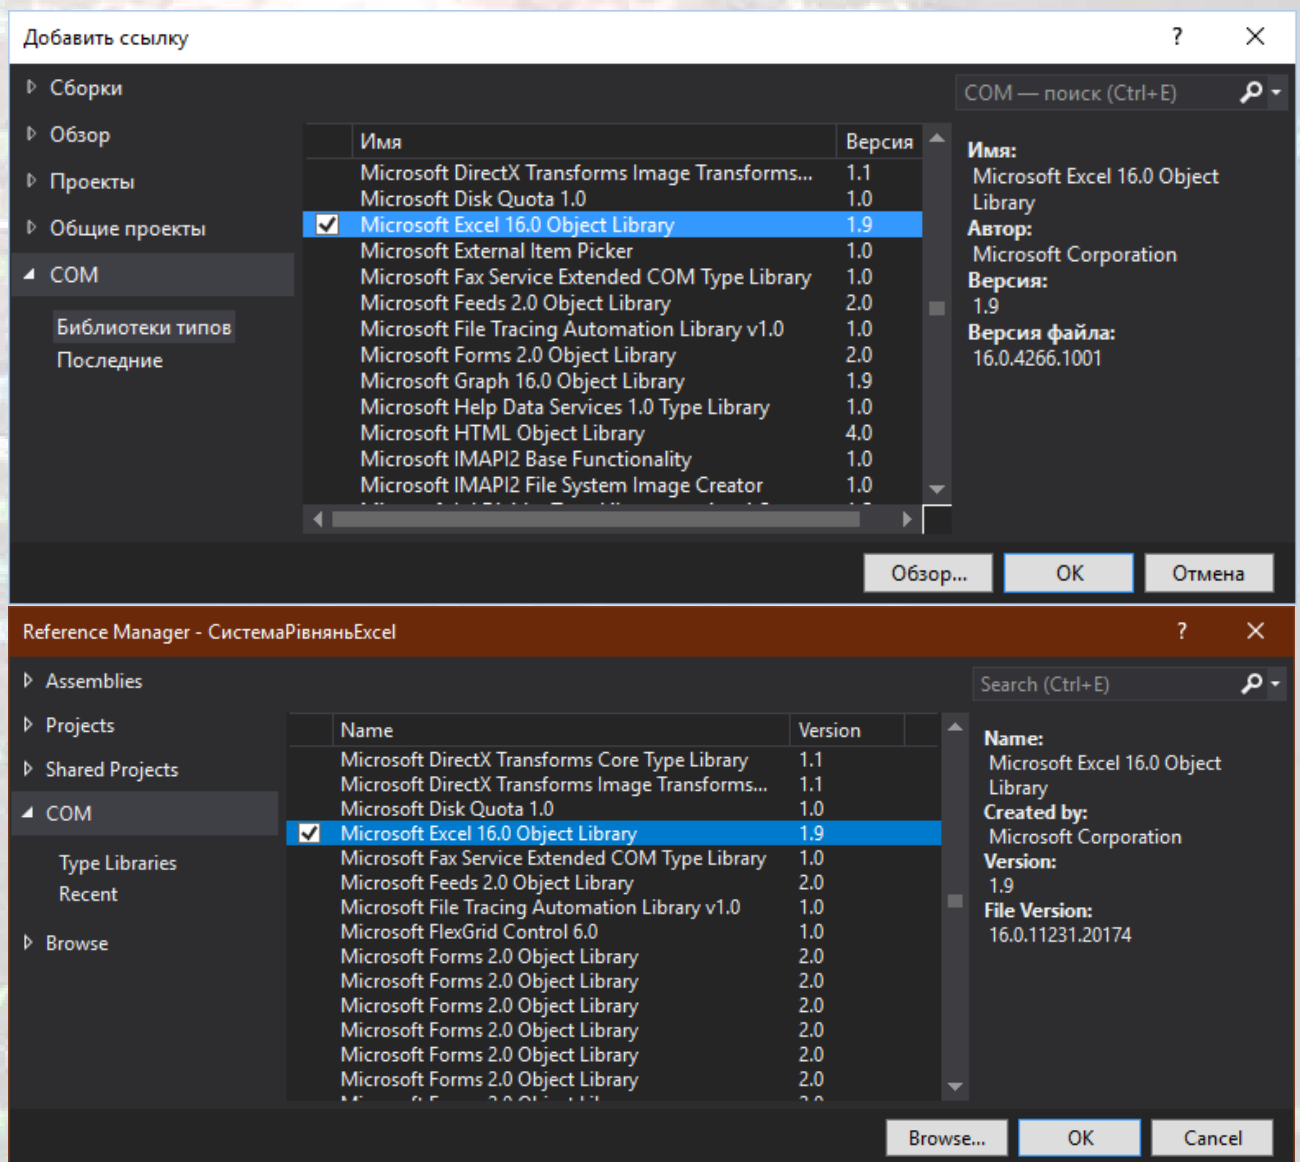 Добавить ссылку
?
Сборки
Обзор
Проекты
Общие проекты
COM
Библиотеки типов
Последние
Имя Версия
Microsoft DirectX Transforms Image Transforms... 1.1
Microsoft Disk Quota 1.0 1.0
Microsoft Excel 16.0 Object Library 1.9
Microsoft External Item Picker 1.0
Microsoft Fax Service Extended COM Type Library 1.0
Microsoft Feeds 2.0 Object Library 2.0
Microsoft File Tracing Automation Library v1.0 1.0
Microsoft Forms 2.0 Object Library 2.0
Microsoft Graph 16.0 Object Library 1.9
Microsoft Help Data Services 1.0 Type Library 1.0
Microsoft HTML Object Library 4.0
Microsoft IMAPI2 Base Functionality 1.0
Microsoft IMAPI2 File System Image Creator 1.0
COM — поиск (Ctrl+E)
Имя:
Microsoft Excel 16.0 Object
Library
Автор:
Microsoft Corporation
Версия:
1.9
Версия файла:
16.0.4266.1001
Обзор... OK Отмена
Reference Manager - СистемаРівняньExcel
?
Assemblies
Projects
Shared Projects
COM
Type Libraries
Recent
Browse
Name Version
Microsoft DirectX Transforms Core Type Library 1.1
Microsoft DirectX Transforms Image Transforms... 1.1
Microsoft Disk Quota 1.0 1.0
Microsoft Excel 16.0 Object Library 1.9
Microsoft Fax Service Extended COM Type Library 1.0
Microsoft Feeds 2.0 Object Library 2.0
Microsoft File Tracing Automation Library v1.0 1.0
Microsoft FlexGrid Control 6.0 1.0
Microsoft Forms 2.0 Object Library 2.0
Microsoft Forms 2.0 Object Library 2.0
Microsoft Forms 2.0 Object Library 2.0
Microsoft Forms 2.0 Object Library 2.0
Microsoft Forms 2.0 Object Library 2.0
Microsoft Forms 2.0 Object Library 2.0
Search (Ctrl+E)
Name:
Microsoft Excel 16.0 Object
Library
Created by:
Microsoft Corporation
Version:
1.9
File Version:
16.0.11231.20174
Browse... OK Cancel